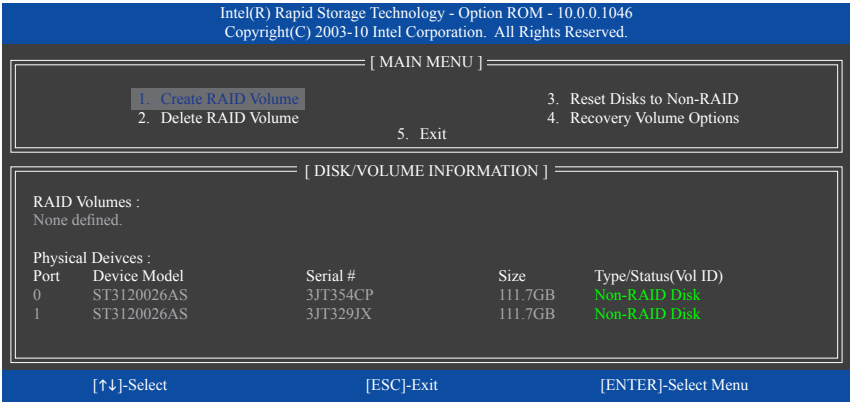 Intel(R) Rapid Storage Technology - Option ROM - 10.0.0.1046
Copyright(C) 2003-10 Intel Corporation. All Rights Reserved.
[ MAIN MENU ]
1. Create RAID Volume 3. Reset Disks to Non-RAID
2. Delete RAID Volume 4. Recovery Volume Options
5. Exit
[ DISK/VOLUME INFORMATION ]
RAID Volumes :
None defined.
Physical Deivces :
Port Device Model Serial # Size Type/Status(Vol ID)
0 ST3120026AS 3JT354CP 111.7GB Non-RAID Disk
1 ST3120026AS 3JT329JX 111.7GB Non-RAID Disk
[↑↓]-Select [ESC]-Exit [ENTER]-Select Menu